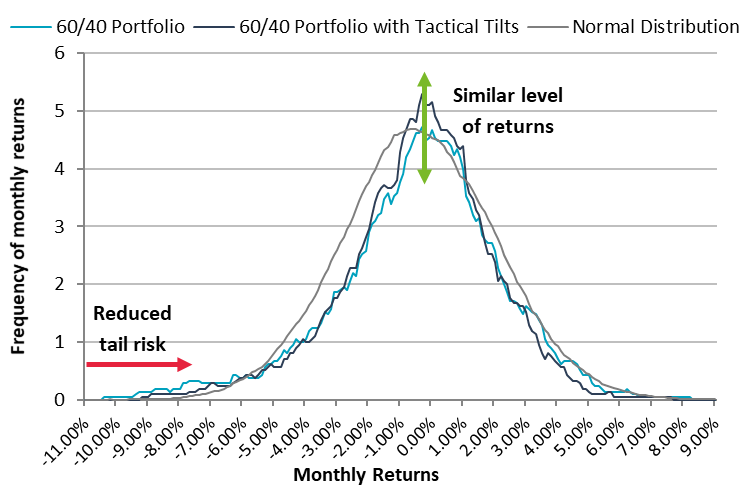 60/40 Portfolio 60/40 Portfolio with Tactical Tilts Normal Distribution
6
5
4
3
2
1
0
Frequency of monthly returns
Similar level
of returns
Reduced
tail risk
-11.00% -10.00% -9.00% -8.00% -7.00% -6.00% -5.00% -4.00% -3.00% -2.00% -1.00% 0.00% 1.00% 2.00% 3.00% 4.00% 5.00% 6.00% 7.00% 8.00% 9.00%
Monthly Returns